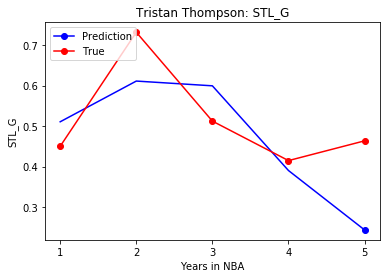 Tristan Thompson: STL_G
Prediction
True
STL_G
0.7
0.6
0.5
0.4
0.3
1 2 3 4 5
Years in NBA